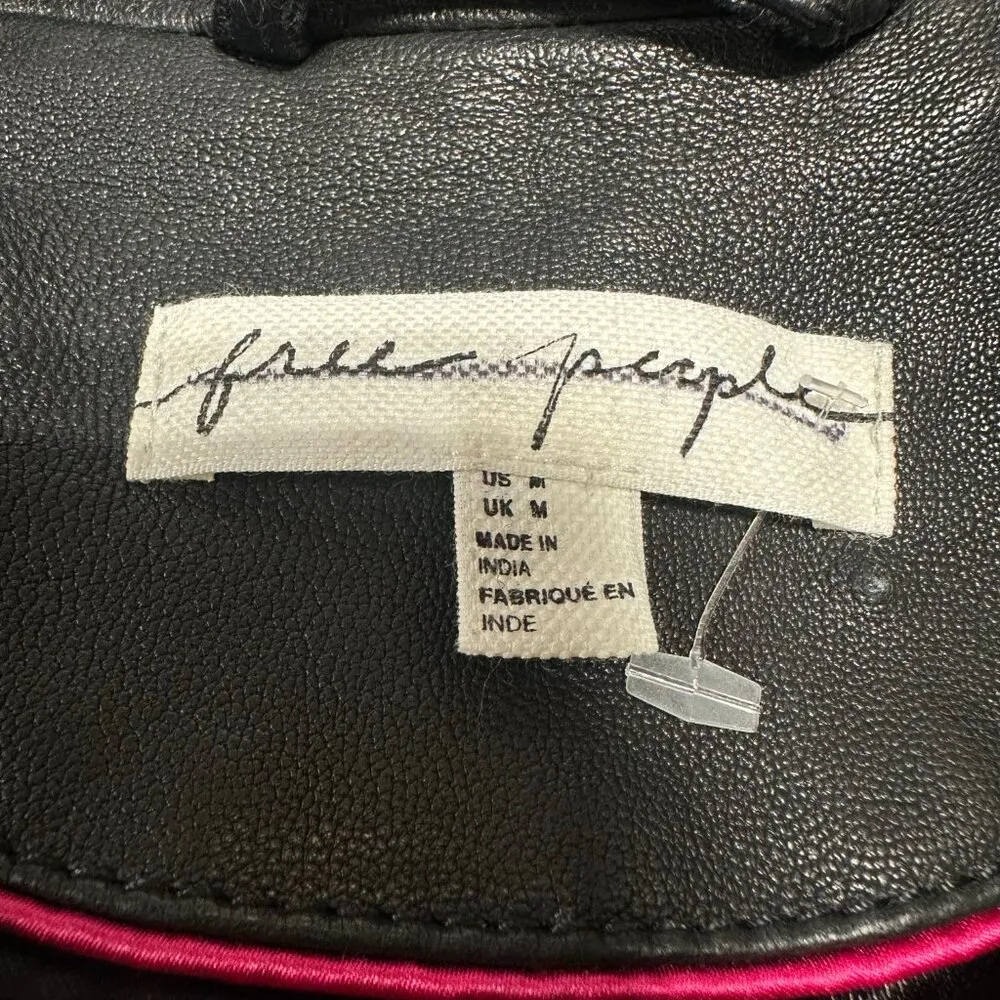 free people
US M
UK M
MADE IN
INDIA
FABRIQUÉ EN
INDE